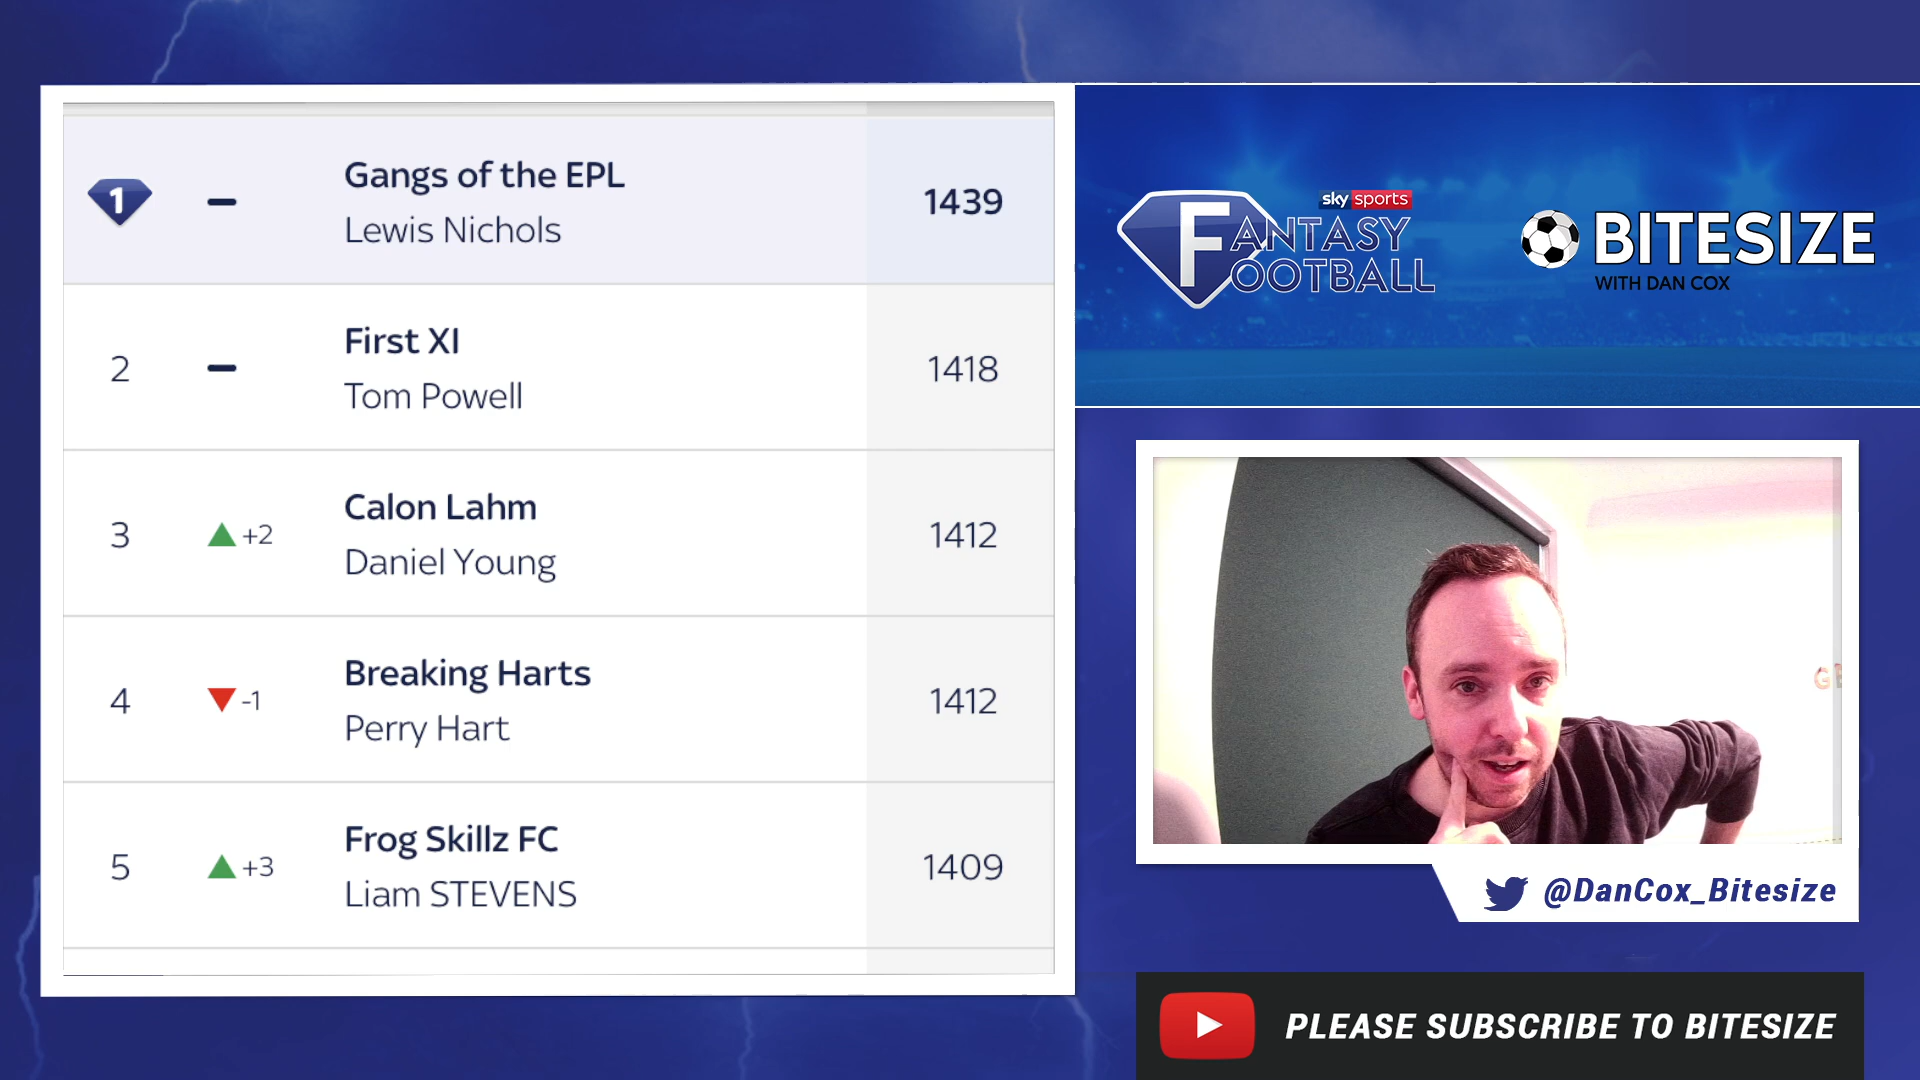 1
–
Gangs of the EPL
Lewis Nichols
1439
2
–
First XI
Tom Powell
1418
3
+2
Calon Lahm
Daniel Young
1412
4
-1
Breaking Harts
Perry Hart
1412
5
+3
Frog Skillz FC
Liam STEVENS
1409
sky sports
FANTASY
FOOTBALL
BITESIZE
WITH DAN COX
@DanCox_Bitesize
PLEASE SUBSCRIBE TO BITESIZE